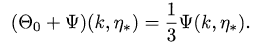 (Θ₀ + Ψ)(k, η∗) = 1/3 Ψ(k, η∗).